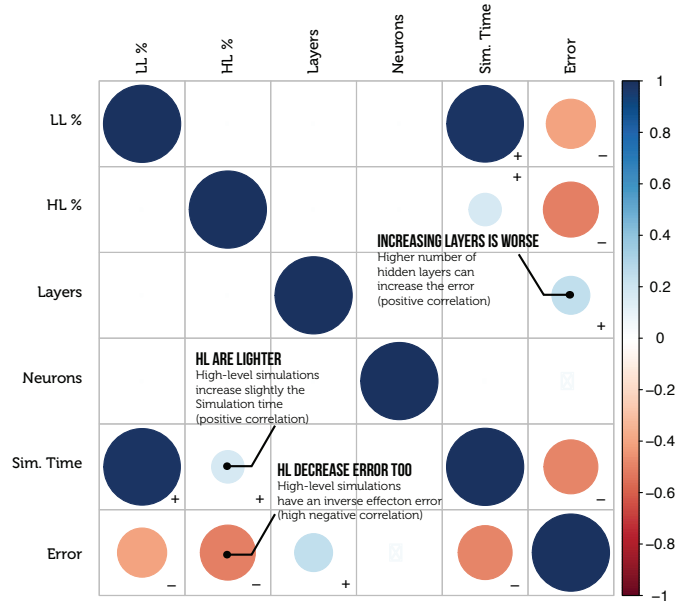 LL %
HL %
Layers
Neurons
Sim. Time
Error
LL %
+
−
1
0.8
HL %
+
−
0.6
0.4
INCREASING LAYERS IS WORSE
Higher number of
hidden layers can
increase the error
(positive correlation)
Layers
+
0.2
0
HL ARE LIGHTER
High-level simulations
increase slightly the
Simulation time
(positive correlation)
Neurons
−0.2
−0.4
Sim. Time
+
+
−
HL DECREASE ERROR TOO
High-level simulations
have an inverse effecton error
(high negative correlation)
−0.6
−0.8
Error
−
−
+
−
−1